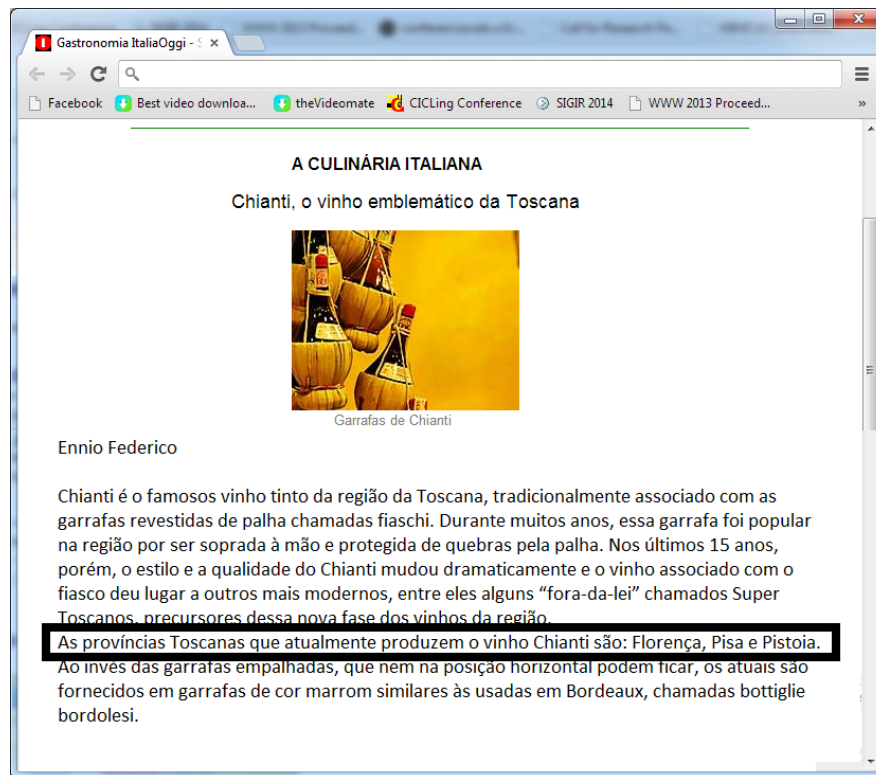 Gastronomia ItaliaOggi - S
Facebook Best video downloa... theVideomate CICLing Conference SIGIR 2014 WWW 2013 Proceed... »
A CULINÁRIA ITALIANA
Chianti, o vinho emblemático da Toscana
Garrafas de Chianti
Ennio Federico
Chianti é o famosos vinho tinto da região da Toscana, tradicionalmente associado com as
garrafas revestidas de palha chamadas fiaschi. Durante muitos anos, essa garrafa foi popular
na região por ser soprada à mão e protegida de quebras pela palha. Nos últimos 15 anos,
porém, o estilo e a qualidade do Chianti mudou dramaticamente e o vinho associado com o
fiasco deu lugar a outros mais modernos, entre eles alguns “fora-da-lei” chamados Super
Toscanos, precursores dessa nova fase dos vinhos da região.
As províncias Toscanas que atualmente produzem o vinho Chianti são: Florença, Pisa e Pistoia.
Ao invés das garrafas empalhadas, que nem na posição horizontal podem ficar, os atuais são
fornecidos em garrafas de cor marrom similares às usadas em Bordeaux, chamadas bottiglie
bordolesi.